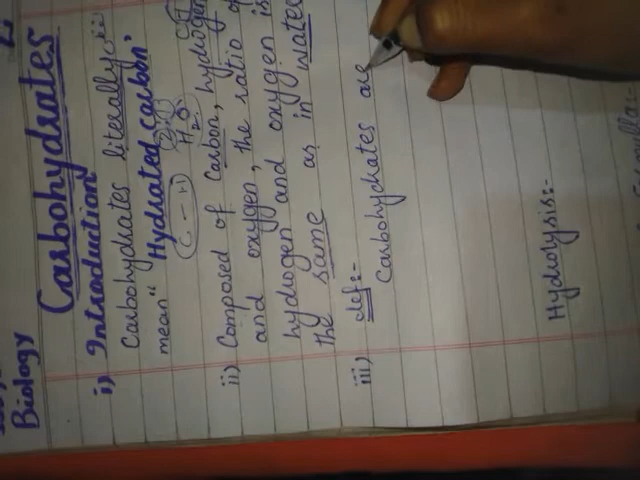 Biology
Carbohydrates
i) Introduction
Carbohydrates literally
mean "Hydrated carbon'
(C - H)
H2O
ii) Composed of Carbon, hydrogen
and oxygen, the ratio of
hydrogen and oxygen is
the same as in water
iii) def:-
Carbohydrates are
Hydrolysis:-